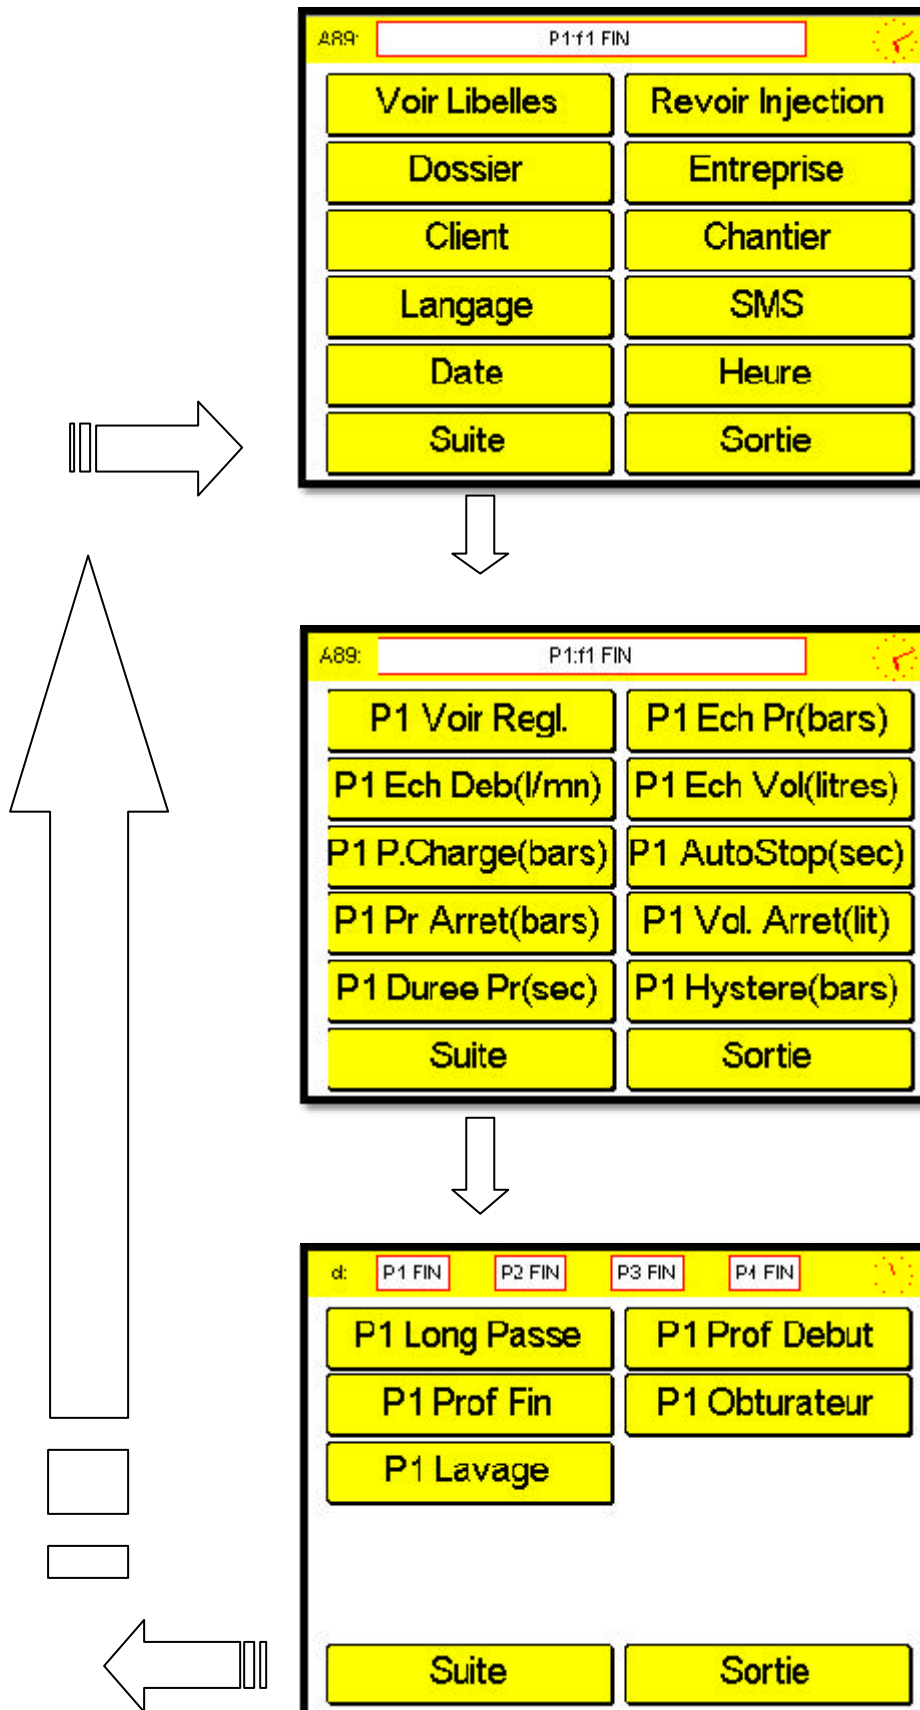 A89: P1:f1 FIN
Voir Libelles Revoir Injection
Dossier Entreprise
Client Chantier
Langage SMS
Date Heure
Suite Sortie
A89: P1:f1 FIN
P1 Voir Regl. P1 Ech Pr(bars)
P1 Ech Deb(l/mn) P1 Ech Vol(litres)
P1 P.Charge(bars) P1 AutoStop(sec)
P1 Pr Arret(bars) P1 Vol. Arret(lit)
P1 Duree Pr(sec) P1 Hystere(bars)
Suite Sortie
d: P1 FIN P2 FIN P3 FIN P4 FIN
P1 Long Passe P1 Prof Debut
P1 Prof Fin P1 Obturateur
P1 Lavage
Suite Sortie